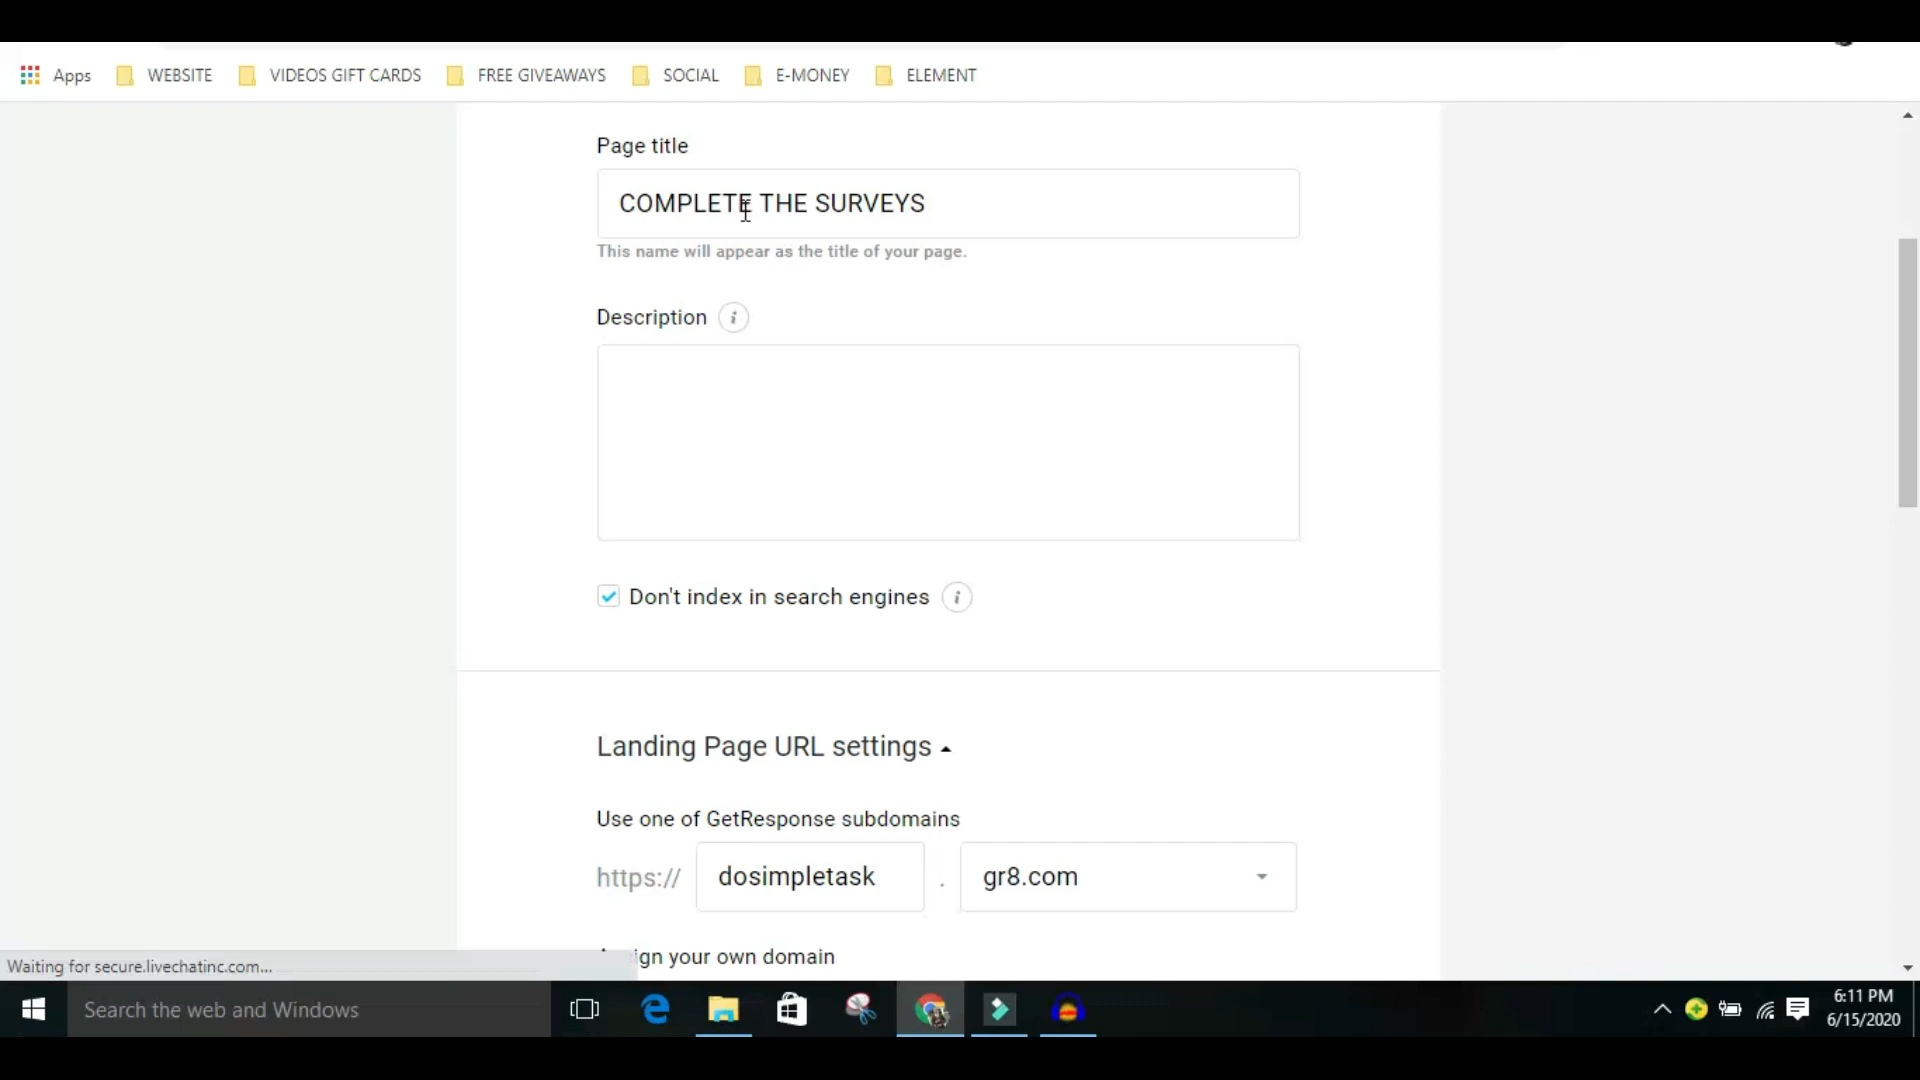 Apps WEBSITE VIDEOS GIFT CARDS FREE GIVEAWAYS SOCIAL E-MONEY ELEMENT
Page title
COMPLETE THE SURVEYS
This name will appear as the title of your page.
Description i
Don't index in search engines i
Landing Page URL settings
Use one of GetResponse subdomains
https:// dosimpletask . gr8.com
your own domain
Waiting for secure.livechatinc.com...
Search the web and Windows
6:11 PM
6/15/2020